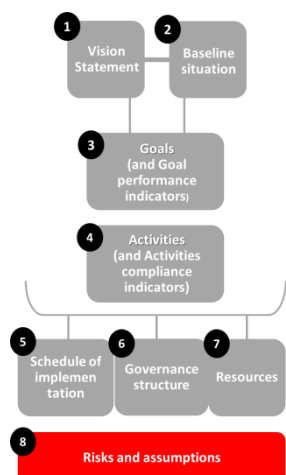 1
Vision
Statement
2
Baseline
situation
3
Goals
(and Goal
performance
indicators)
4
Activities
(and Activities
compliance
indicators)
5
Schedule of
implemen
tation
6
Governance
structure
7
Resources
8
Risks and assumptions